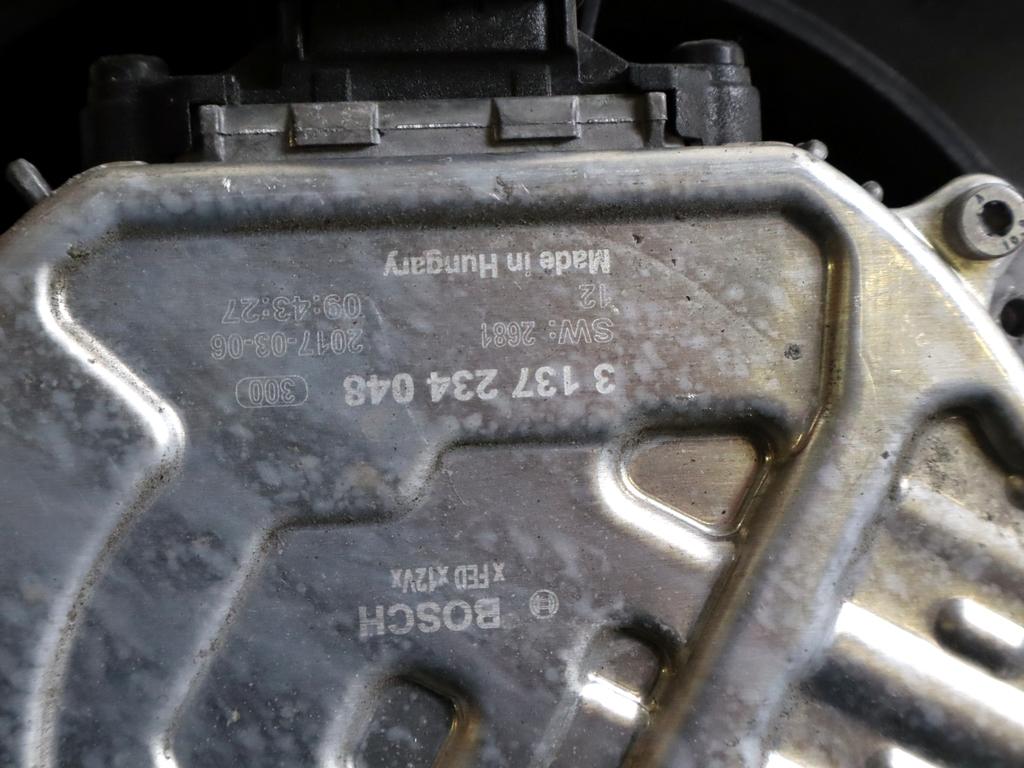 BOSCH
x FED x12Vx
3 137 234 048 300
SW: 2681 2017-03-06
12 09:43:27
Made in Hungary